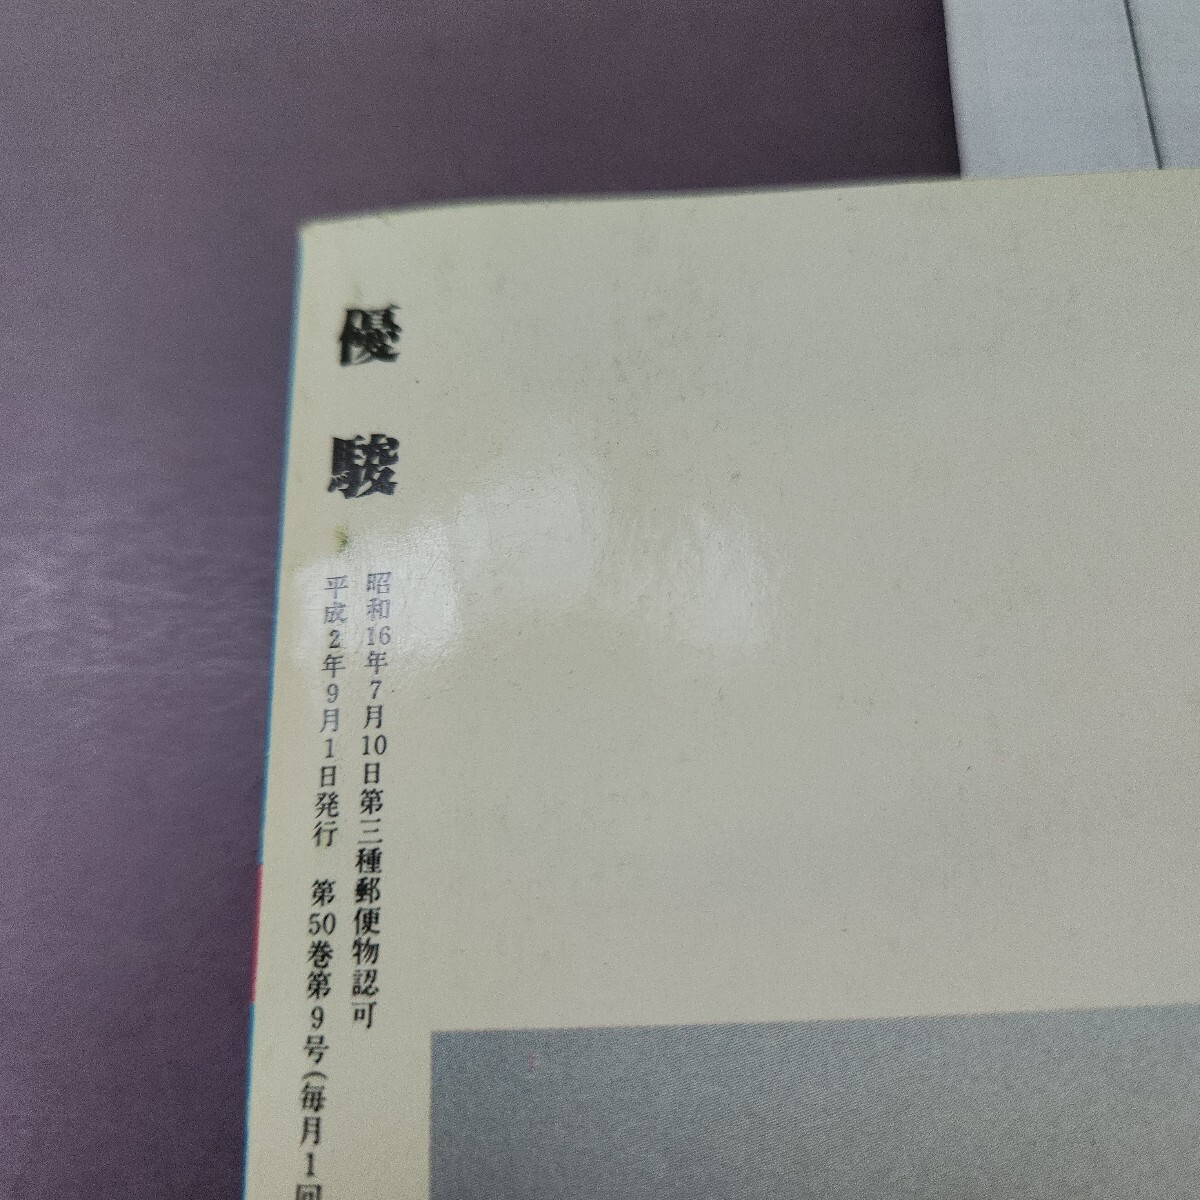 優駿
昭和16年7月10日第三種郵便物認可
平成2年9月1日発行 第50巻第9号(毎月1回